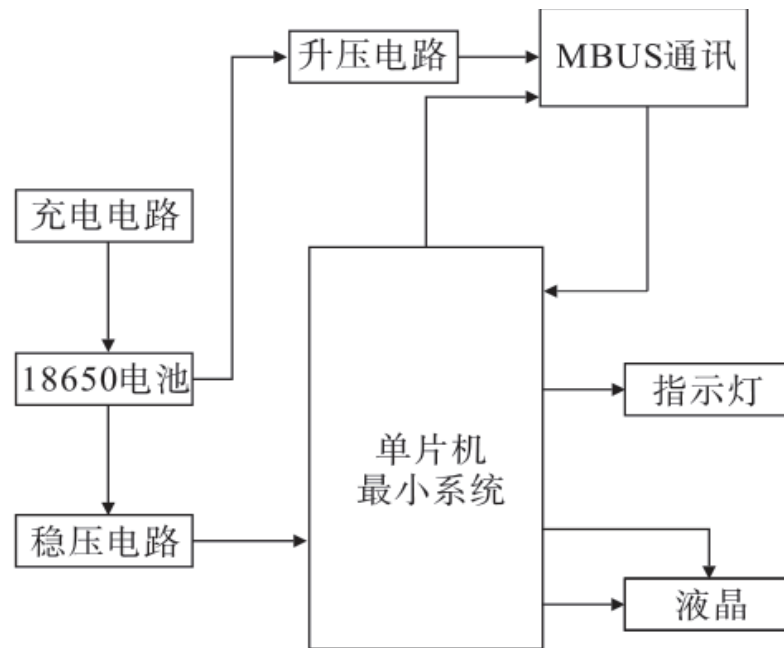 升压电路
MBUS通讯
充电电路
18650电池
稳压电路
单片机
最小系统
指示灯
液晶